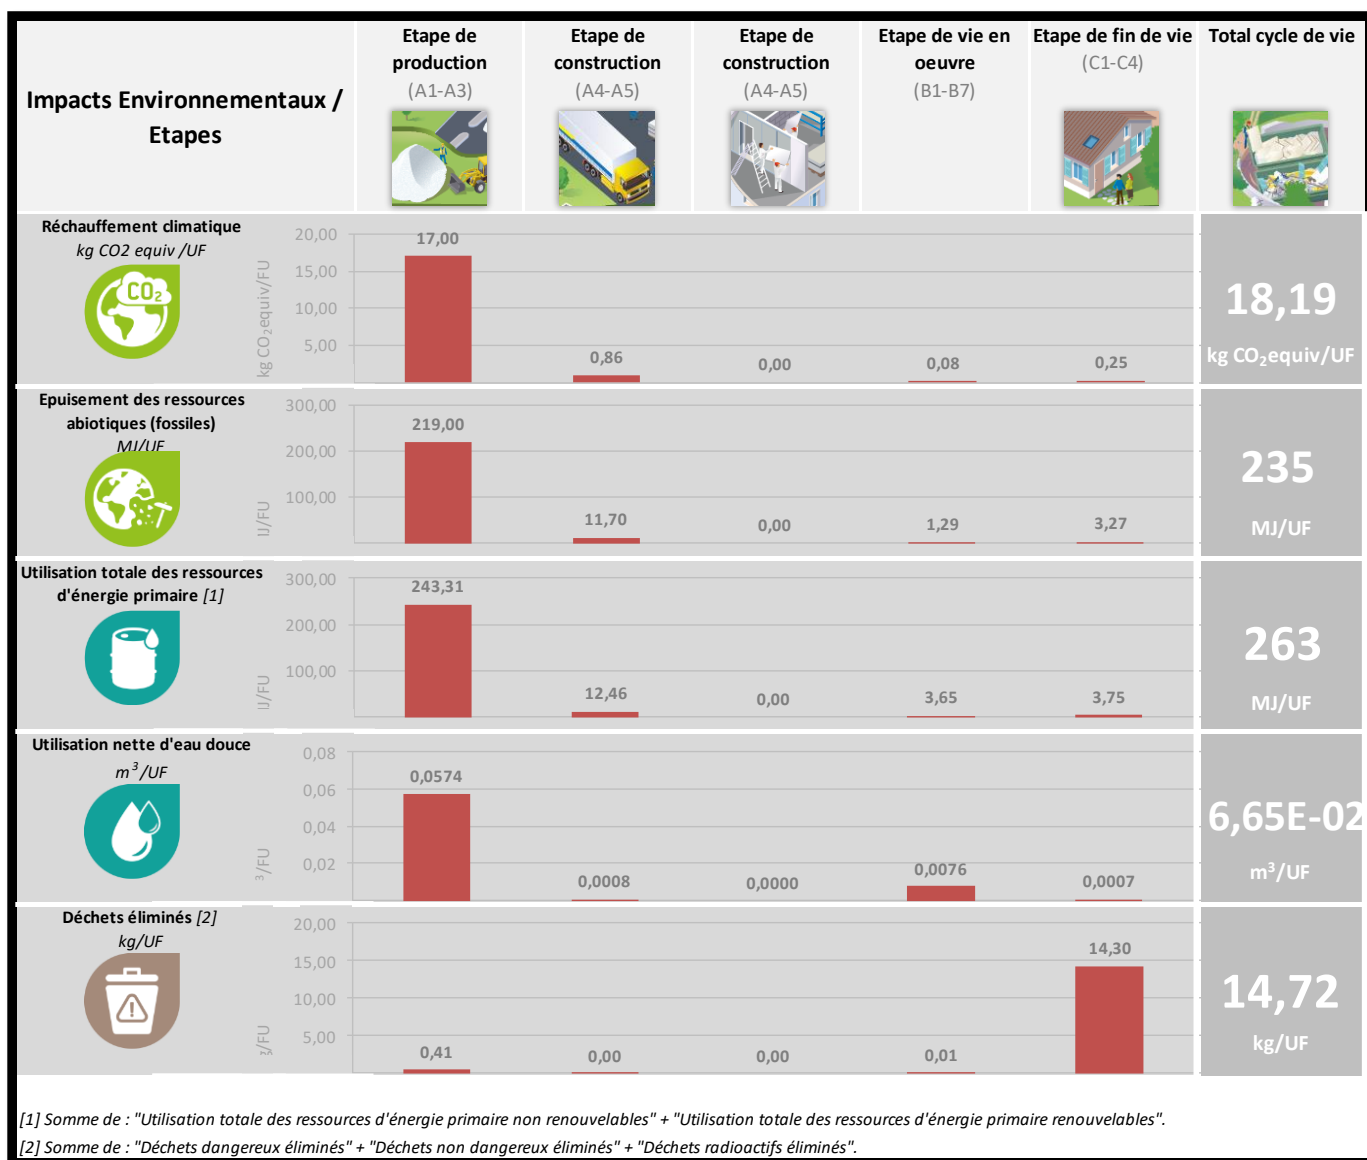 Impacts Environnementaux /
Etapes
Etape de
production
(A1-A3)
Etape de
construction
(A4-A5)
Etape de
construction
(A4-A5)
Etape de vie en
oeuvre
(B1-B7)
Etape de fin de vie
(C1-C4)
Total cycle de vie
Réchauffement climatique
kg CO2 equiv /UF
CO₂
kg CO₂equiv/FU
20,00
15,00
10,00
5,00
17,00
0,86
0,00
0,08
0,25
18,19
kg CO₂equiv/UF
Epuisement des ressources
abiotiques (fossiles)
MJ/UF
IJ/FU
300,00
200,00
100,00
219,00
11,70
0,00
1,29
3,27
235
MJ/UF
Utilisation totale des ressources
d'énergie primaire [1]
IJ/FU
300,00
200,00
100,00
243,31
12,46
0,00
3,65
3,75
263
MJ/UF
Utilisation nette d'eau douce
m³/UF
³/FU
0,08
0,06
0,04
0,02
0,0574
0,0008
0,0000
0,0076
0,0007
6,65E-02
m³/UF
Déchets éliminés [2]
kg/UF
/FU
20,00
15,00
10,00
5,00
0,41
0,00
0,00
0,01
14,30
14,72
kg/UF
[1] Somme de : "Utilisation totale des ressources d'énergie primaire non renouvelables" + "Utilisation totale des ressources d'énergie primaire renouvelables".
[2] Somme de : "Déchets dangereux éliminés" + "Déchets non dangereux éliminés" + "Déchets radioactifs éliminés".